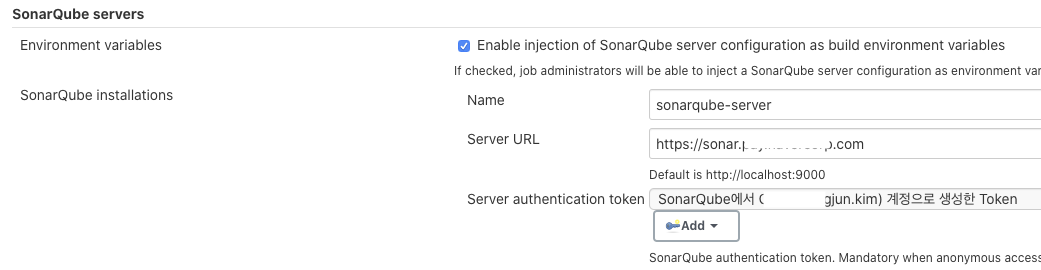 SonarQube servers
Environment variables
Enable injection of SonarQube server configuration as build environment variables
If checked, job administrators will be able to inject a SonarQube server configuration as environment var
SonarQube installations
Name
sonarqube-server
Server URL
https://sonar. .com
Default is http://localhost:9000
Server authentication token
SonarQube에서 ( gjun.kim) 계정으로 생성한 Token
Add
SonarQube authentication token. Mandatory when anonymous access